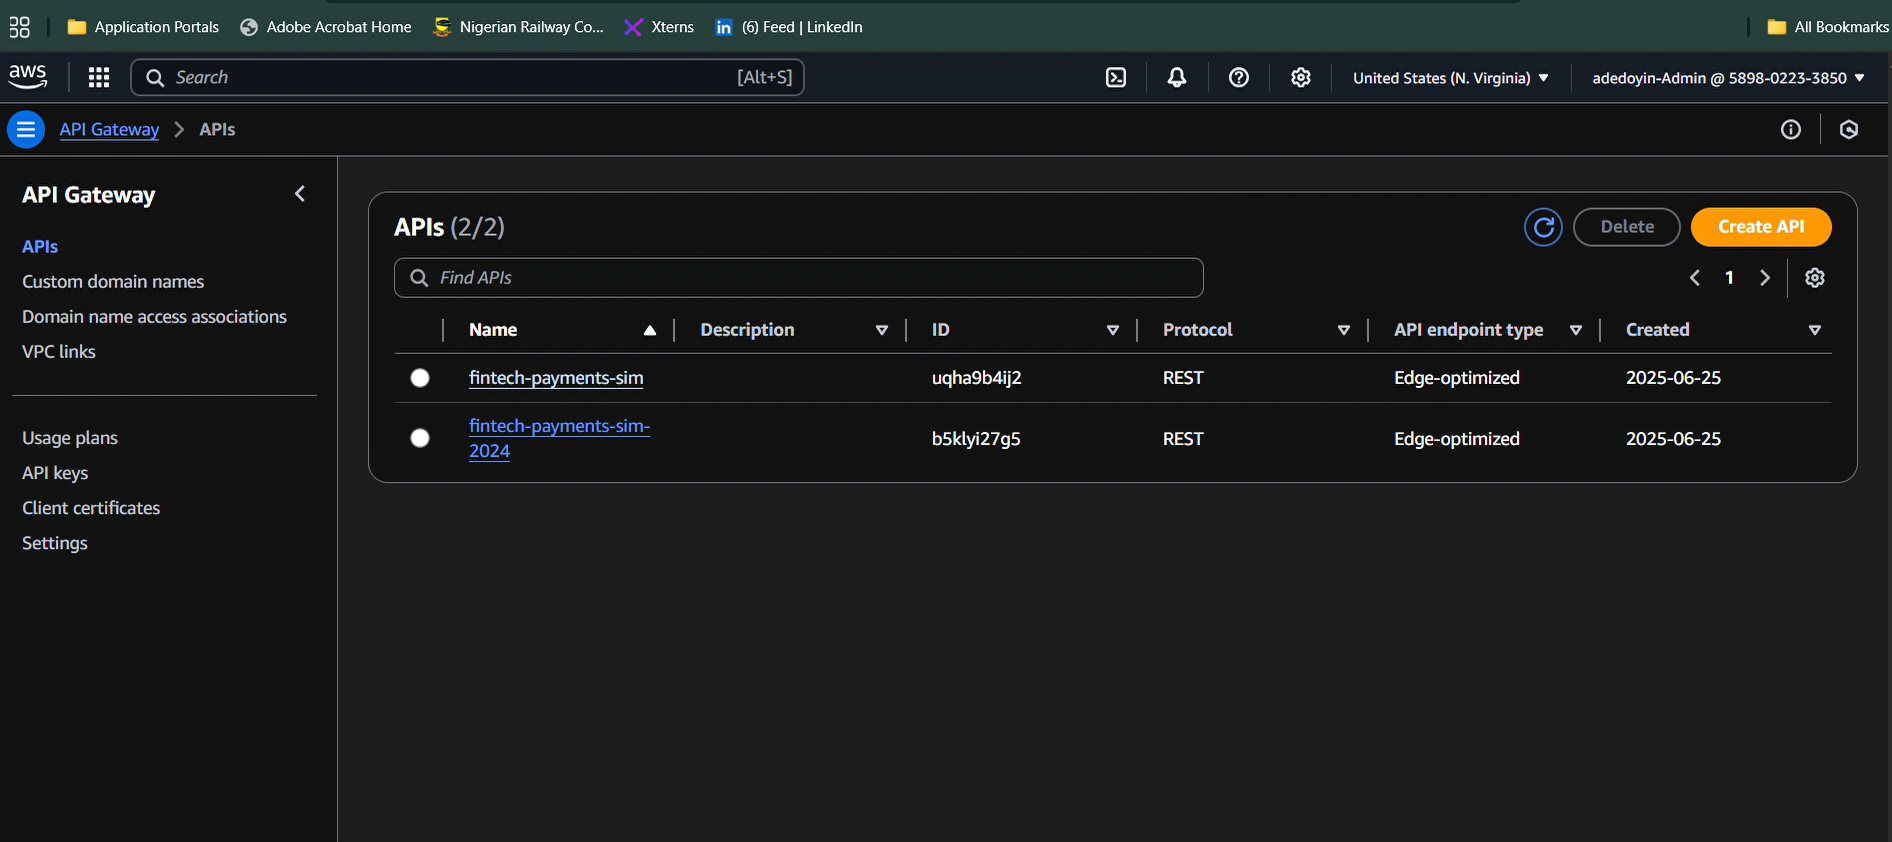 Application Portals Adobe Acrobat Home Nigerian Railway Co... Xterns (6) Feed | LinkedIn All Bookmarks
aws Search [Alt+S] United States (N. Virginia) adedoyin-Admin @ 5898-0223-3850
API Gateway > APIs
API Gateway
APIs
Custom domain names
Domain name access associations
VPC links
Usage plans
API keys
Client certificates
Settings
APIs (2/2) Delete Create API
Find APIs 1
Name Description ID Protocol API endpoint type Created
fintech-payments-sim uqha9b4ij2 REST Edge-optimized 2025-06-25
fintech-payments-sim-
2024 b5klyi27g5 REST Edge-optimized 2025-06-25